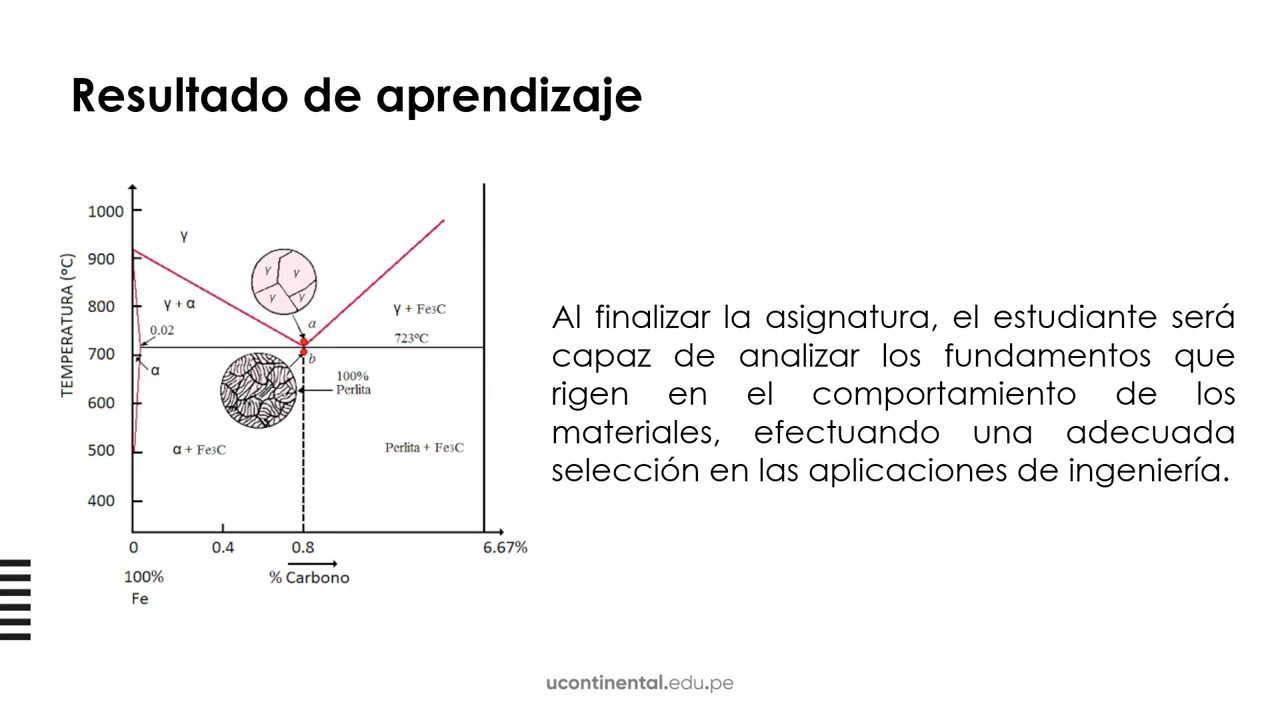 Resultado de aprendizaje
TEMPERATURA (ºC)
1000
900
800
700
600
500
400
γ
γ + α
0.02
α
γ
γ
γ
γ
a
b
γ + Fe3C
723ºC
100%
Perlita
α + Fe3C
Perlita + Fe3C
0
0.4
0.8
6.67%
100%
Fe
% Carbono
Al finalizar la asignatura, el estudiante será
capaz de analizar los fundamentos que
rigen en el comportamiento de los
materiales, efectuando una adecuada
selección en las aplicaciones de ingeniería.
ucontinental.edu.pe